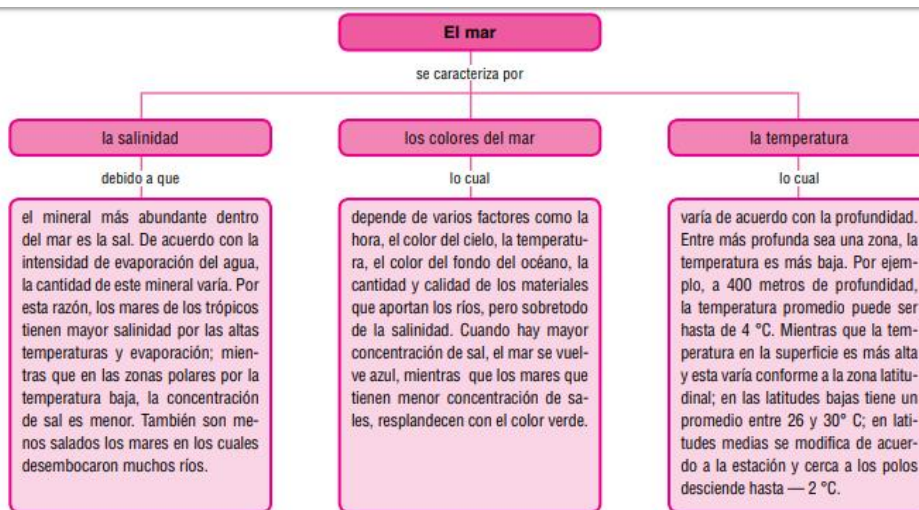 El mar
se caracteriza por
la salinidad
debido a que
el mineral más abundante dentro
del mar es la sal. De acuerdo con la
intensidad de evaporación del agua,
la cantidad de este mineral varía. Por
esta razón, los mares de los trópicos
tienen mayor salinidad por las altas
temperaturas y evaporación; mien-
tras que en las zonas polares por la
temperatura baja, la concentración
de sal es menor. También son me-
nos salados los mares en los cuales
desembocaron muchos ríos.
los colores del mar
lo cual
depende de varios factores como la
hora, el color del cielo, la temperatu-
ra, el color del fondo del océano, la
cantidad y calidad de los materiales
que aportan los ríos, pero sobretodo
de la salinidad. Cuando hay mayor
concentración de sal, el mar se vuel-
ve azul, mientras que los mares que
tienen menor concentración de sa-
les, resplandecen con el color verde.
la temperatura
lo cual
varía de acuerdo con la profundidad.
Entre más profunda sea una zona, la
temperatura es más baja. Por ejem-
plo, a 400 metros de profundidad,
la temperatura promedio puede ser
hasta de 4 °C. Mientras que la tem-
peratura en la superficie es más alta
y esta varía conforme a la zona latitu-
dinal; en las latitudes bajas tiene un
promedio entre 26 y 30° C; en lati-
tudes medias se modifica de acuer-
do a la estación y cerca a los polos
desciende hasta — 2 °C.